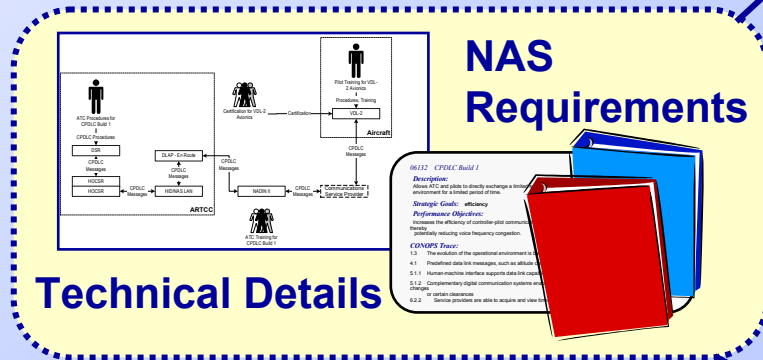 NAS
Requirements
Pilot Training for VDL-
2 Avionics
Procedures, Training
VDL-2
Aircraft
Certification for VDL-2
Avionics
Certification
ATC Procedures for
CPDLC Build 1
CPDLC Procedures
DSR
CPDLC
Messages
HOCSR
HOCSR
CPDLC
Messages
HID/NAS LAN
CPDLC
Messages
DLAP - En Route
ARTCC
CPDLC
Messages
NADIN II
CPDLC
Messages
Communications
Service Provider
CPDLC
Messages
ATC Training for
CPDLC Build 1
06132 CPDLC Build 1
Description:
Allows ATC and pilots to directly exchange a limited
environment for a limited period of time.
Strategic Goals: efficiency
Performance Objectives:
Increases the efficiency of controller-pilot
thereby
potentially reducing voice frequency congestion.
CONOPS Trace:
1.3 The evolution of the operational environment is
4.1 Predefined data link messages, such as altitude
5.1.1 Human-machine interface supports data link
5.1.2 Complementary digital communication systems
changes
or certain clearances
6.2.2 Service providers are able to acquire and view
Technical Details